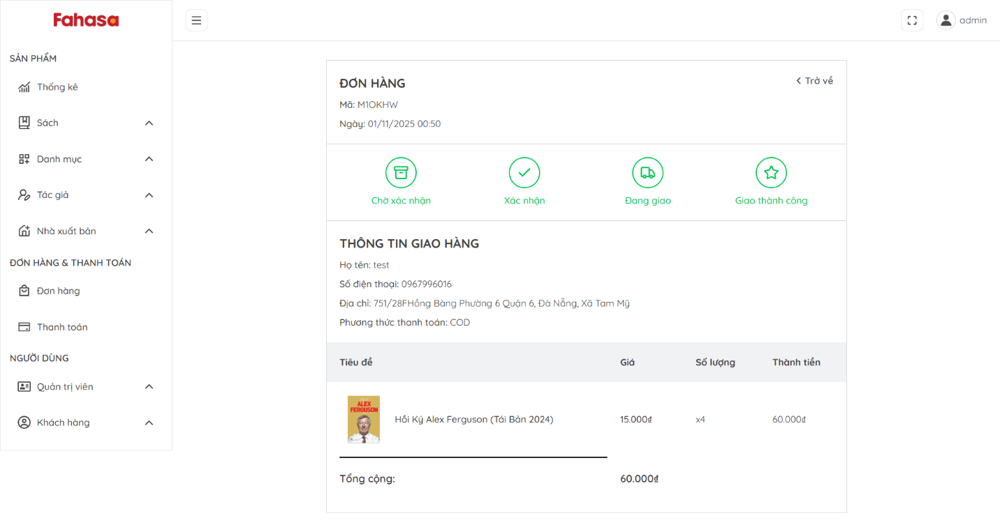 Fahasa
admin
SẢN PHẨM
Thống kê
Sách
Danh mục
Tác giả
Nhà xuất bản
ĐƠN HÀNG & THANH TOÁN
Đơn hàng
Thanh toán
NGƯỜI DÙNG
Quản trị viên
Khách hàng
ĐƠN HÀNG
Trở về
Mã: M1OKHW
Ngày: 01/11/2025 00:50
Chờ xác nhận
Xác nhận
Đang giao
Giao thành công
THÔNG TIN GIAO HÀNG
Họ tên: test
Số điện thoại: 0967996016
Địa chỉ: 751/28FHồng Bàng Phường 6 Quận 6, Đà Nẵng, Xã Tam Mỹ
Phương thức thanh toán: COD
Tiêu đề Giá Số lượng Thành tiền
ALEX
FERGUSON
Hồi Ký Alex Ferguson (Tái Bản 2024) 15.000₫ x4 60.000₫
Tổng cộng: 60.000₫